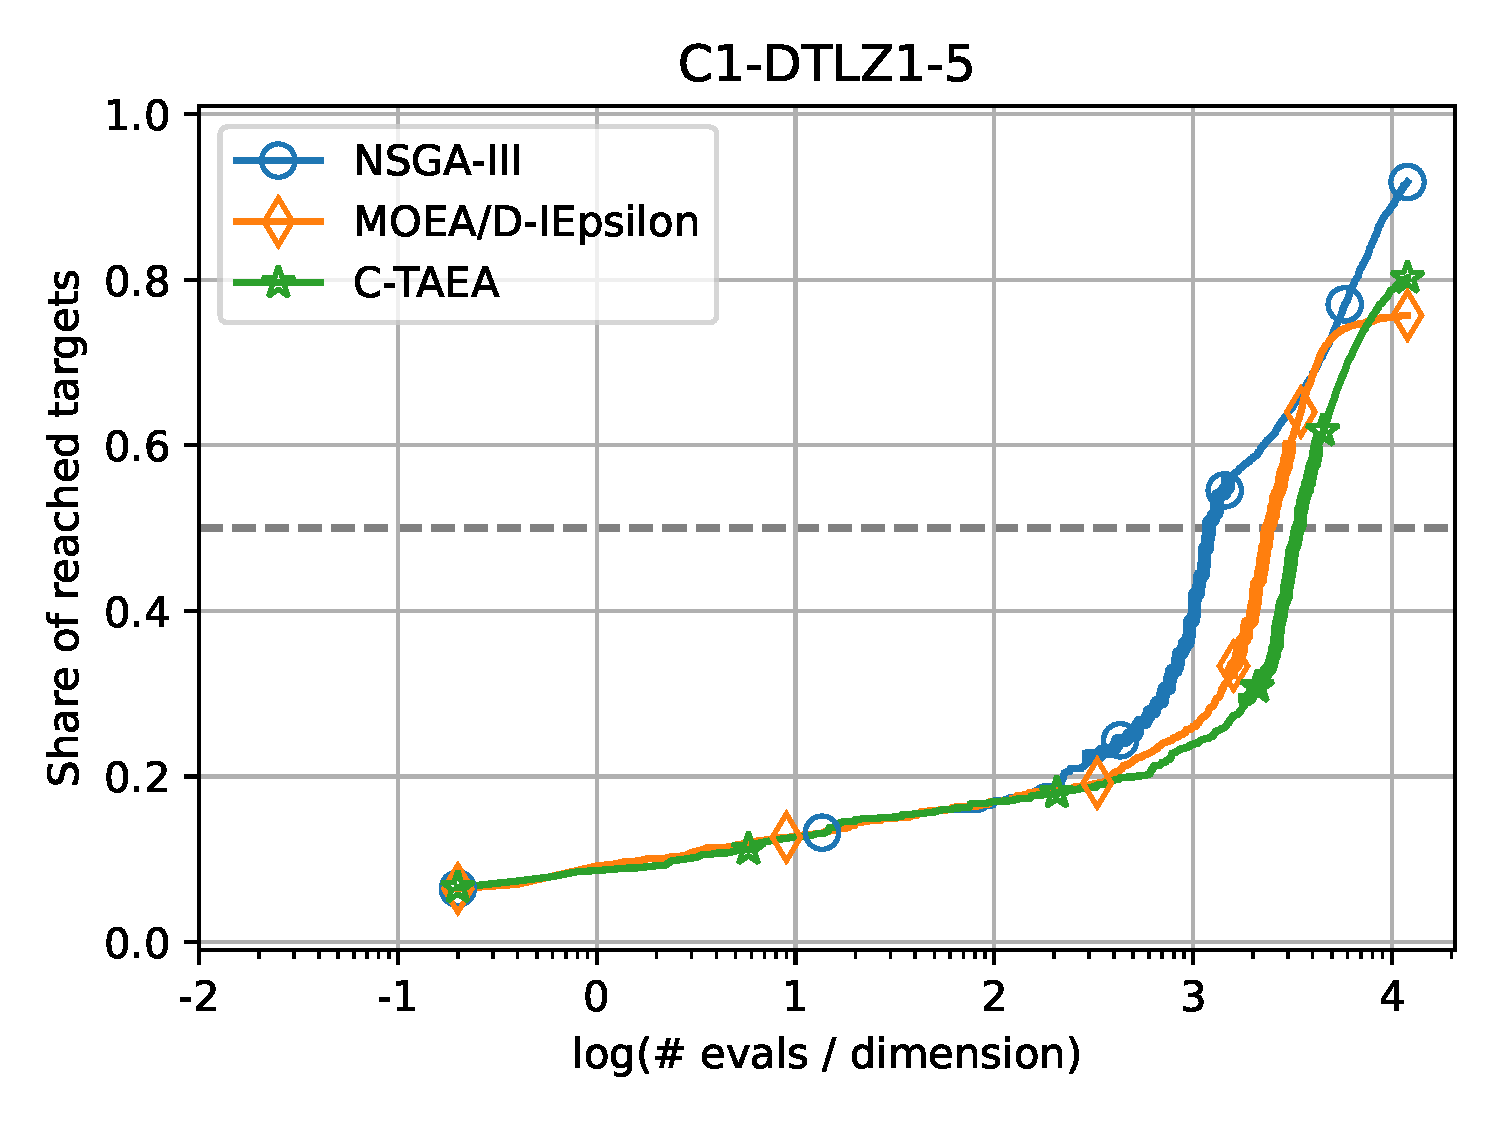 C1-DTLZ1-5
1.0
0.8
0.6
0.4
0.2
0.0
Share of reached targets
NSGA-III
MOEA/D-IEpsilon
C-TAEA
-2 -1 0 1 2 3 4
log(# evals / dimension)